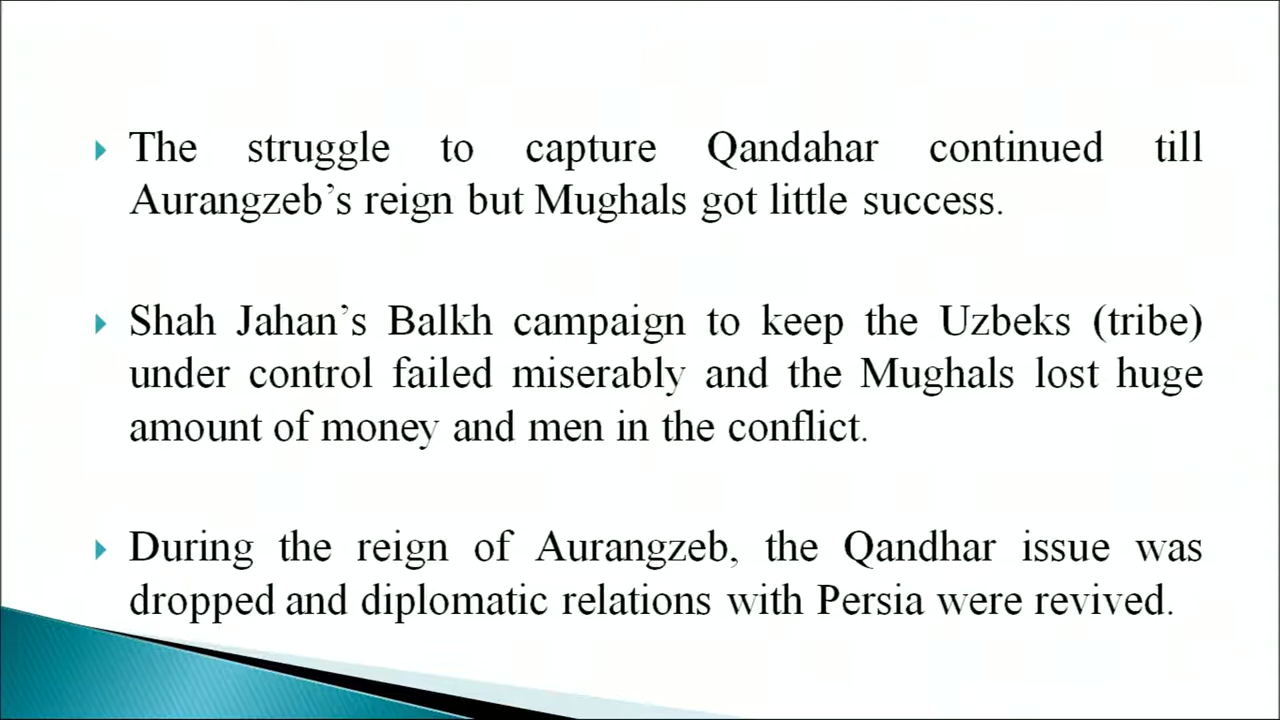 The struggle to capture Qandahar continued till
Aurangzeb’s reign but Mughals got little success.
Shah Jahan’s Balkh campaign to keep the Uzbeks (tribe)
under control failed miserably and the Mughals lost huge
amount of money and men in the conflict.
During the reign of Aurangzeb, the Qandhar issue was
dropped and diplomatic relations with Persia were revived.